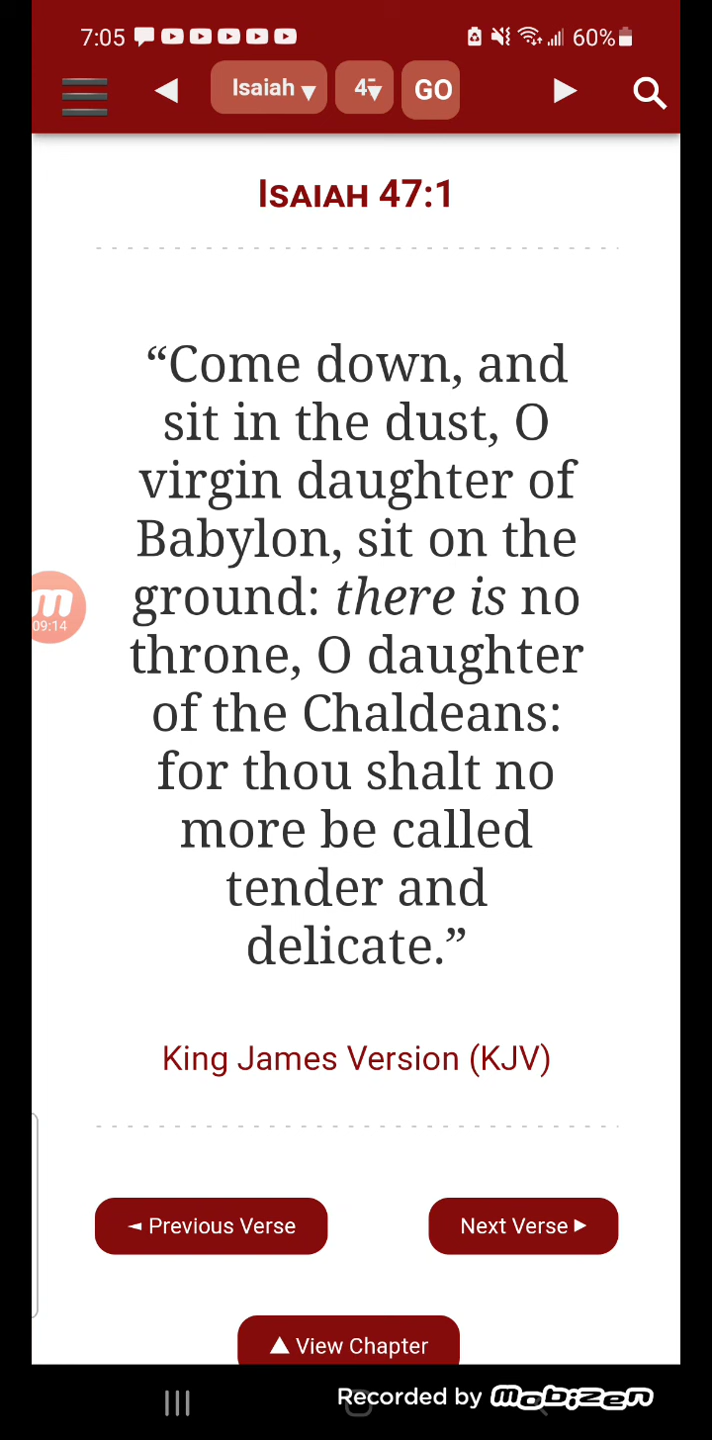 7:05 60%
Isaiah GO
ISAIAH 47:1
“Come down, and
sit in the dust, O
virgin daughter of
Babylon, sit on the
ground: there is no
throne, O daughter
of the Chaldeans:
for thou shalt no
more be called
tender and
delicate.”
m
09:14
King James Version (KJV)
◄ Previous Verse Next Verse ►
▲ View Chapter
Recorded by mobizen